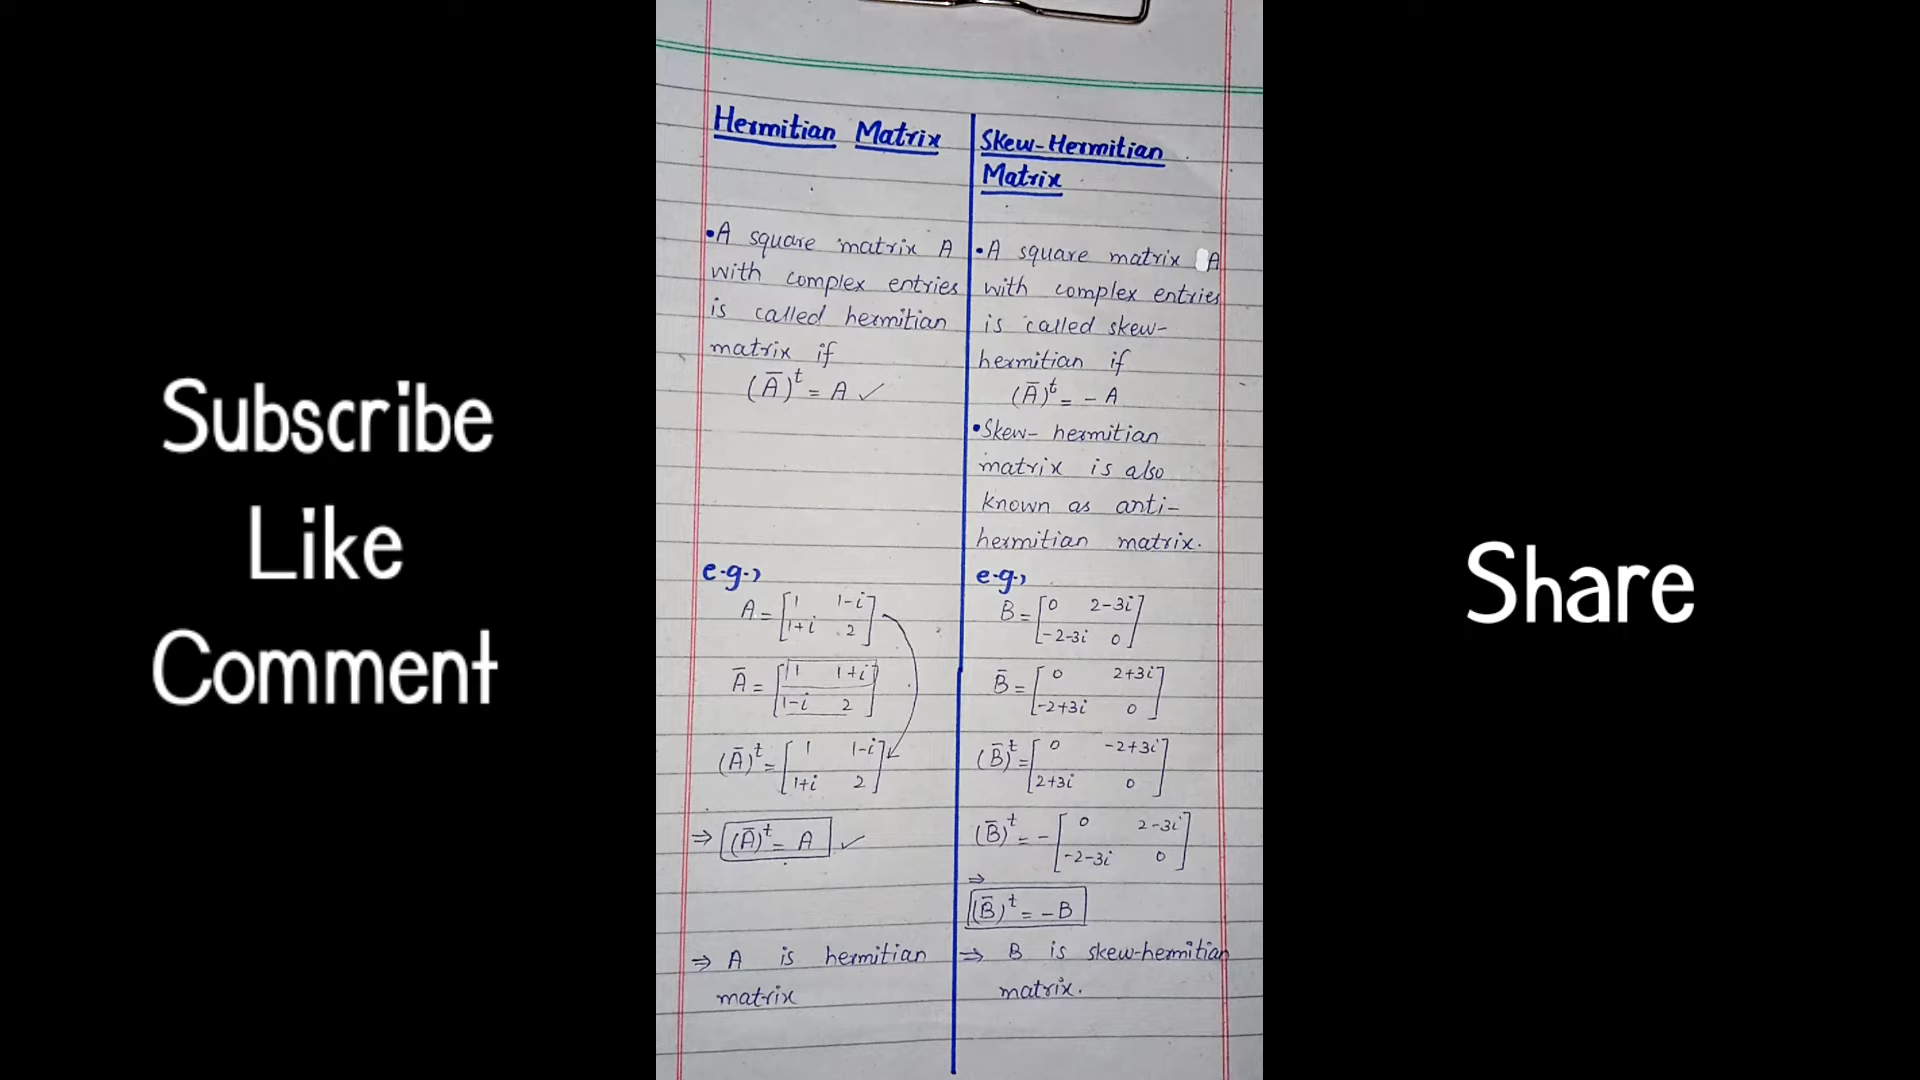 Subscribe
Like
Comment
Share
Hermitian Matrix
•A square matrix A
with complex entries
is called hermitian
matrix if
(Ā)ᵗ = A ✓
e.g.,
A = [1 1-i
1+i 2]
Ā = [1 1+i
1-i 2]
(Ā)ᵗ = [1 1-i
1+i 2]
⇒ (Ā)ᵗ = A ✓
⇒ A is hermitian
matrix
Skew-Hermitian
Matrix
•A square matrix A
with complex entries
is called skew-
hermitian if
(Ā)ᵗ = - A
•Skew- hermitian
matrix is also
known as anti-
hermitian matrix.
e.g.,
B = [0 2-3i
-2-3i 0]
B̄ = [0 2+3i
-2+3i 0]
(B̄)ᵗ = [0 -2+3i
2+3i 0]
(B̄)ᵗ = - [0 2-3i
-2-3i 0]
⇒
(B̄)ᵗ = -B
⇒ B is skew-hermitian
matrix.